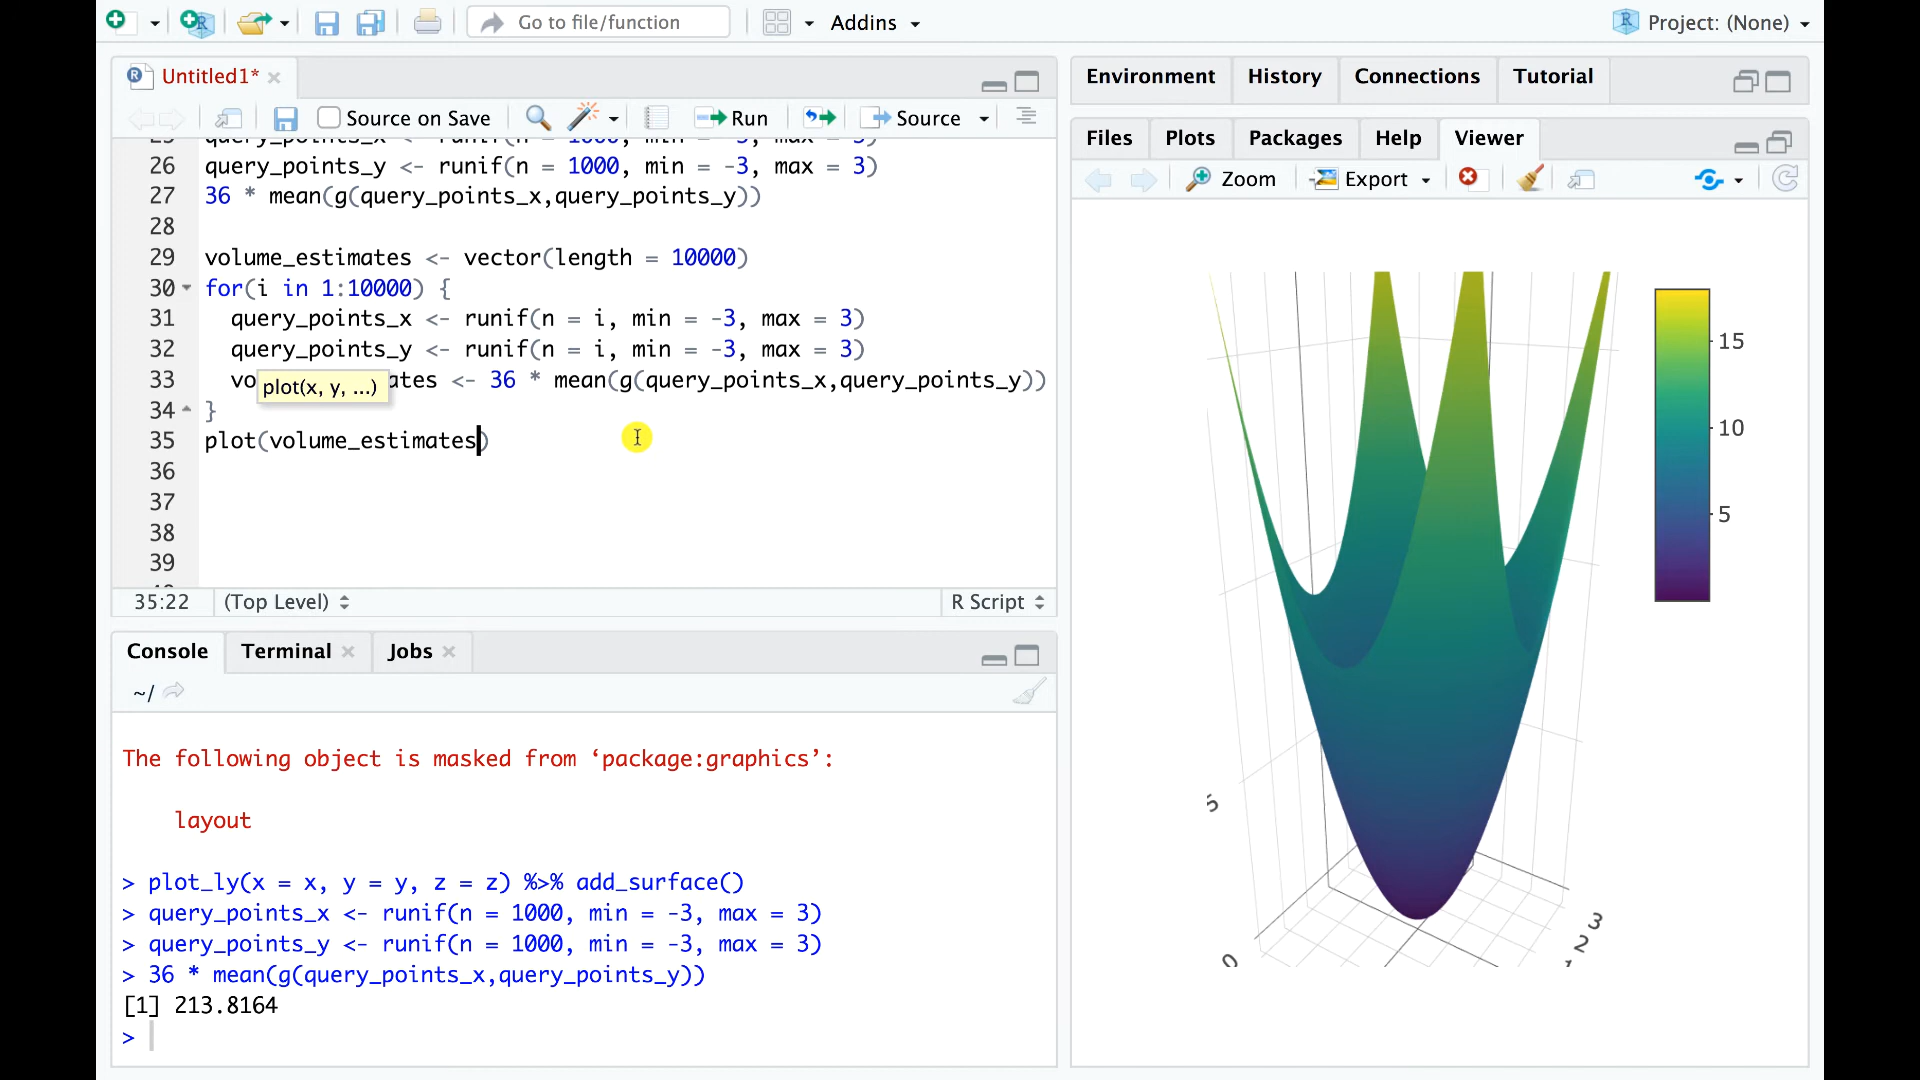 Go to file/function
Addins
Project: (None)
Untitled1*
Source on Save
Run
Source
26 query_points_y <- runif(n = 1000, min = -3, max = 3)
27 36 * mean(g(query_points_x,query_points_y))
28
29 volume_estimates <- vector(length = 10000)
30 for(i in 1:10000) {
31 query_points_x <- runif(n = i, min = -3, max = 3)
32 query_points_y <- runif(n = i, min = -3, max = 3)
33 vo ates <- 36 * mean(g(query_points_x,query_points_y))
plot(x, y, ...)
34 }
35 plot(volume_estimates)
36
37
38
39
35:22 (Top Level) R Script
Console Terminal Jobs
~/
The following object is masked from ‘package:graphics’:
layout
> plot_ly(x = x, y = y, z = z) %>% add_surface()
> query_points_x <- runif(n = 1000, min = -3, max = 3)
> query_points_y <- runif(n = 1000, min = -3, max = 3)
> 36 * mean(g(query_points_x,query_points_y))
[1] 213.8164
>
Environment History Connections Tutorial
Files Plots Packages Help Viewer
Zoom Export
15
10
5
5
0
3
2